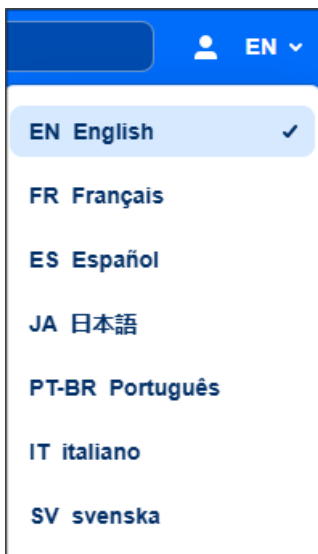 EN
EN English
FR Français
ES Español
JA 日本語
PT-BR Português
IT italiano
SV svenska